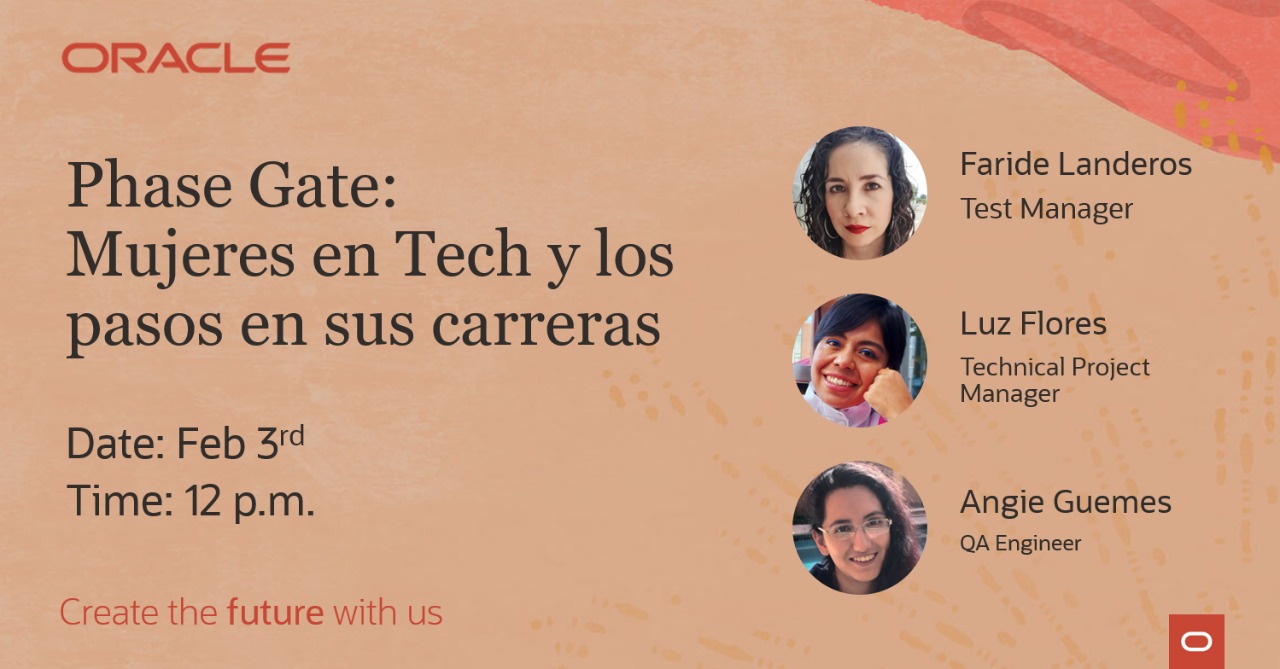 ORACLE
Phase Gate:
Mujeres en Tech y los
pasos en sus carreras
Date: Feb 3rd
Time: 12 p.m.
Create the future with us
Faride Landeros
Test Manager
Luz Flores
Technical Project
Manager
Angie Guemes
QA Engineer